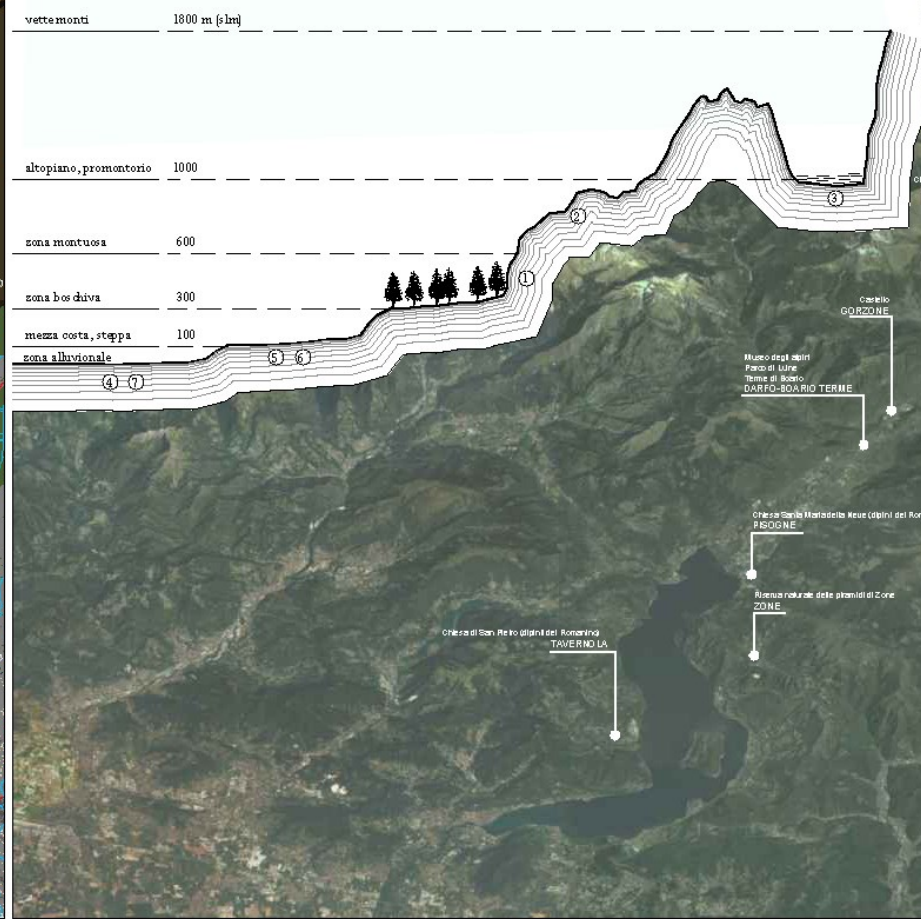 vette monti 1800 m (slm)
altopiano, promontorio 1000
zona montuosa 600
zona boschiva 300
mezza costa, steppa 100
zona alluvionale
3
2
1
5 6
4 7
Castello
GORZONE
Museo degli alpini
Parco di Luine
Terme di Boario
DARFO-BOARIO TERME
Chiesa Santa Maria della Neve (dipini del Ro
PISOGNE
Riserva naturale delle piramidi di Zone
ZONE
Chiesa di San Pietro (dipini del Romanino)
TAVERNOLA